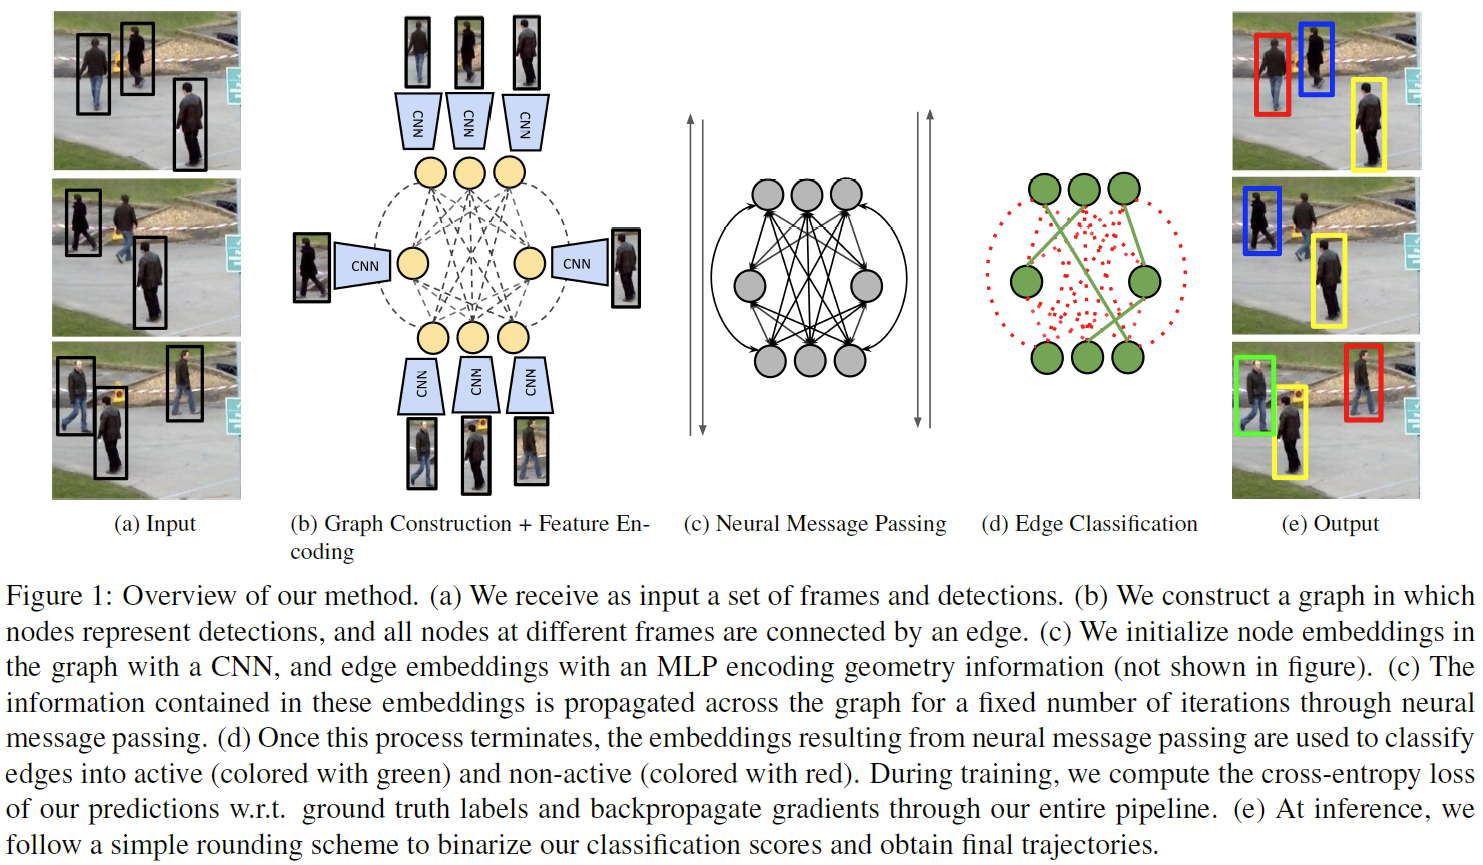 CNN
CNN
CNN
CNN
CNN
CNN
CNN
CNN
(a) Input
(b) Graph Construction + Feature En-
coding
(c) Neural Message Passing
(d) Edge Classification
(e) Output
Figure 1: Overview of our method. (a) We receive as input a set of frames and detections. (b) We construct a graph in which
nodes represent detections, and all nodes at different frames are connected by an edge. (c) We initialize node embeddings in
the graph with a CNN, and edge embeddings with an MLP encoding geometry information (not shown in figure). (c) The
information contained in these embeddings is propagated across the graph for a fixed number of iterations through neural
message passing. (d) Once this process terminates, the embeddings resulting from neural message passing are used to classify
edges into active (colored with green) and non-active (colored with red). During training, we compute the cross-entropy loss
of our predictions w.r.t. ground truth labels and backpropagate gradients through our entire pipeline. (e) At inference, we
follow a simple rounding scheme to binarize our classification scores and obtain final trajectories.